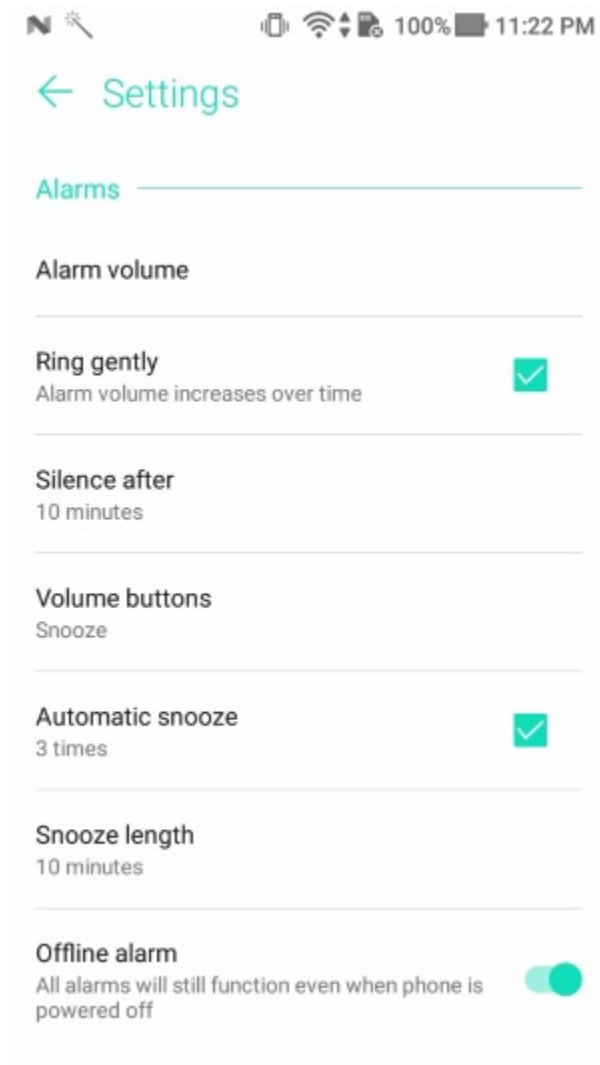 100% 11:22 PM
Settings
Alarms
Alarm volume
Ring gently
Alarm volume increases over time
Silence after
10 minutes
Volume buttons
Snooze
Automatic snooze
3 times
Snooze length
10 minutes
Offline alarm
All alarms will still function even when phone is
powered off